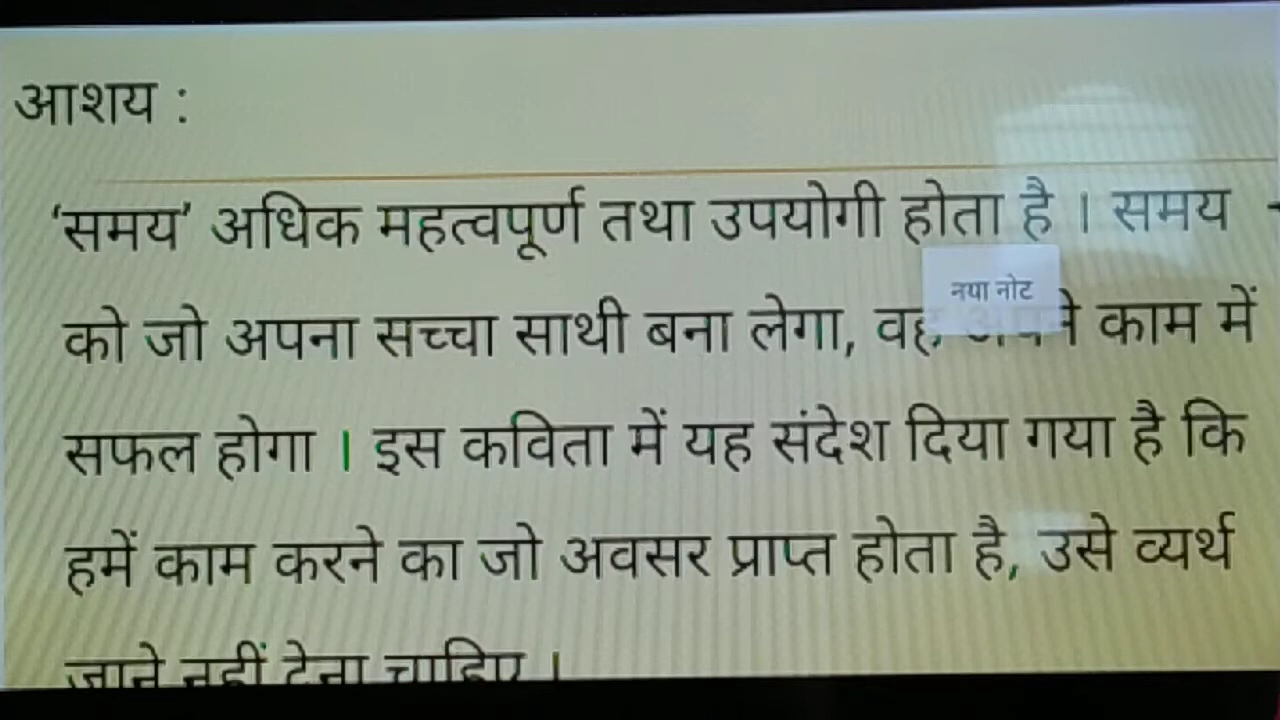 आशय :
‘समय’ अधिक महत्वपूर्ण तथा उपयोगी होता है । समय
नया नोट
को जो अपना सच्चा साथी बना लेगा, वह काम में
सफल होगा । इस कविता में यह संदेश दिया गया है कि
हमें काम करने का जो अवसर प्राप्त होता है, उसे व्यर्थ
जाने नहीं देना चाहिए ।